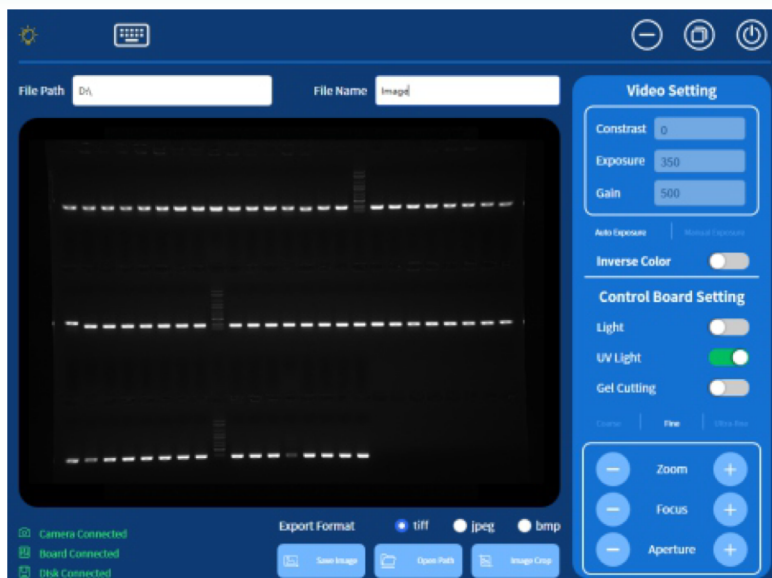 File Path D:\ File Name Image
Video Setting
Constrast 0
Exposure 350
Gain 500
Auto Exposure Manual Exposure
Inverse Color
Control Board Setting
Light
UV Light
Gel Cutting
Coarse Fine Ultra-fine
Zoom
Focus
Aperture
Export Format tiff jpeg bmp
Save Image Open Path Image Crop
Camera Connected
Board Connected
Disk Connected